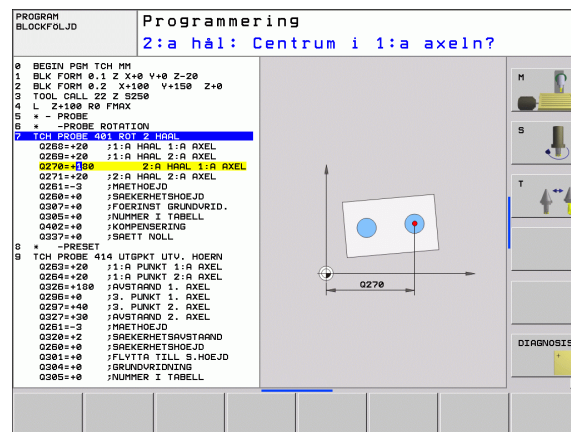 PROGRAM
BLOCKFÖLJD
Programmering
2:a hål: Centrum i 1:a axeln?
0 BEGIN PGM TCH MM
1 BLK FORM 0.1 Z X+0 Y+0 Z-20
2 BLK FORM 0.2 X+100 Y+150 Z+0
3 TOOL CALL 22 Z S250
4 L Z+100 R0 FMAX
5 * - PROBE
6 * -PROBE ROTATION
7 TCH PROBE 401 ROT 2 HAAL
Q268=+20 ;1:A HAAL 1:A AXEL
Q269=+20 ;1:A HAAL 2:A AXEL
Q270=+180 2:A HAAL 1:A AXEL
Q271=+20 ;2:A HAAL 2:A AXEL
Q261=-3 ;MAETHOEJD
Q260=+0 ;SAEKERHETSHOEJD
Q307=+0 ;FOERINST GRUNDVRID.
Q305=+0 ;NUMMER I TABELL
Q402=+0 ;KOMPENSERING
Q337=+0 ;SAETT NOLL
8 * -PRESET
9 TCH PROBE 414 UTGPKT UTV. HOERN
Q263=+20 ;1:A PUNKT 1:A AXEL
Q264=+20 ;1:A PUNKT 2:A AXEL
Q326=+180 ;AVSTAAND 1. AXEL
Q296=+0 ;3. PUNKT 1. AXEL
Q297=+40 ;3. PUNKT 2. AXEL
Q327=+30 ;AVSTAAND 2. AXEL
Q261=-3 ;MAETHOEJD
Q320=+2 ;SAEKERHETSAVSTAAND
Q260=+0 ;SAEKERHETSHOEJD
Q301=+0 ;FLYTTA TILL S.HOEJD
Q304=+0 ;GRUNDVRIDNING
Q305=+0 ;NUMMER I TABELL
Q270
M
S
T
DIAGNOSIS